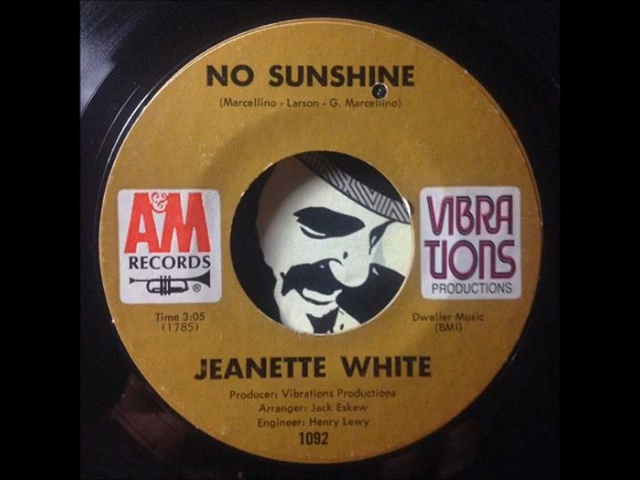 NO SUNSHINE
(Marcellino - Larson - G. Marcellino)
A&M
RECORDS
®
VIBRA
TIONS
PRODUCTIONS
Time 3:05
(1785)
Dweller Music
(BMI)
JEANETTE WHITE
Producer: Vibrations Productions
Arranger: Jack Eskew
Engineer: Henry Lewy
1092